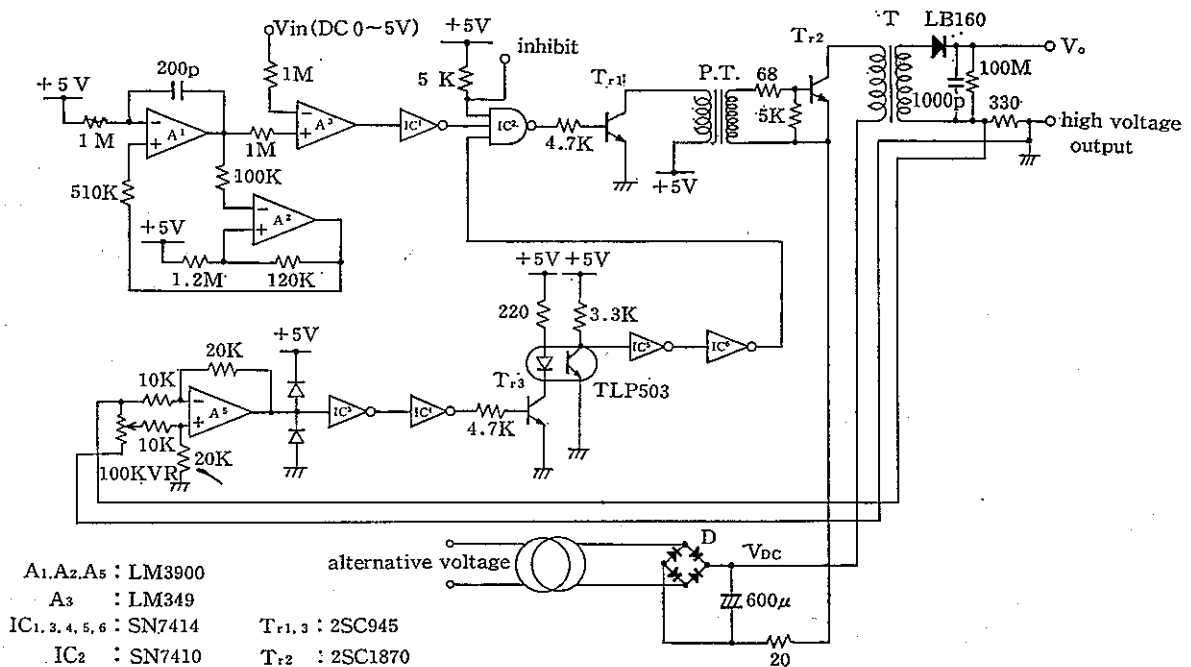 Vin(DC 0~5V)
+5V
inhibit
+5V
200p
1M
5 K
1M
A1
1M
A3
IC1
IC2
4.7K
Tr1
P.T.
68
5K
+5V
Tr2
T
LB160
Vo
100M
1000p
330
high voltage
output
510K
100K
A2
+5V
1.2M
120K
+5V
+5V
220
3.3K
IC5
IC6
TLP503
Tr3
+5V
20K
10K
A5
10K
20K
100KVR
IC3
IC4
4.7K
alternative voltage
D
VDC
600μ
20
A1,A2,A5 : LM3900
A3 : LM349
IC1, 3, 4, 5, 6 : SN7414
IC2 : SN7410
Tr1, 3 : 2SC945
Tr2 : 2SC1870